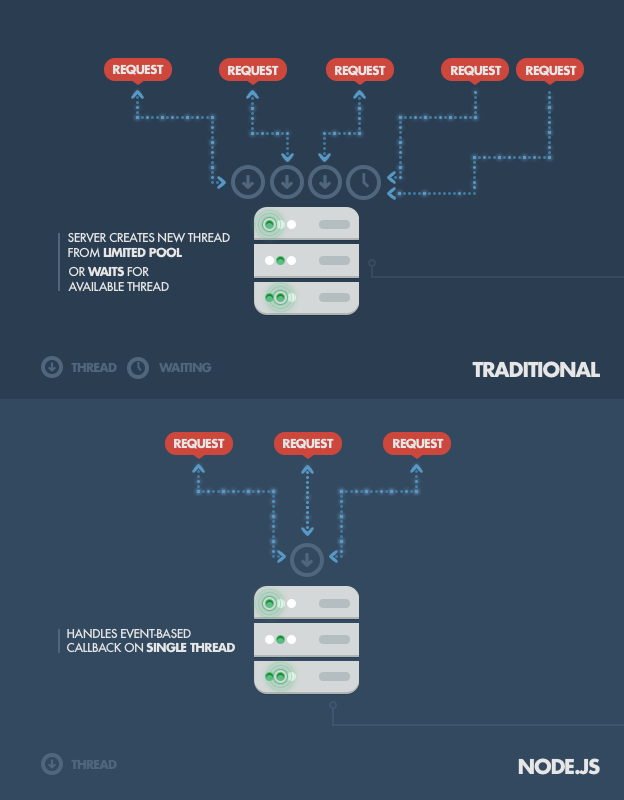 REQUEST REQUEST REQUEST REQUEST REQUEST
SERVER CREATES NEW THREAD
FROM LIMITED POOL
OR WAITS FOR
AVAILABLE THREAD
THREAD WAITING
TRADITIONAL
REQUEST REQUEST REQUEST
HANDLES EVENT-BASED
CALLBACK ON SINGLE THREAD
THREAD
NODE.JS